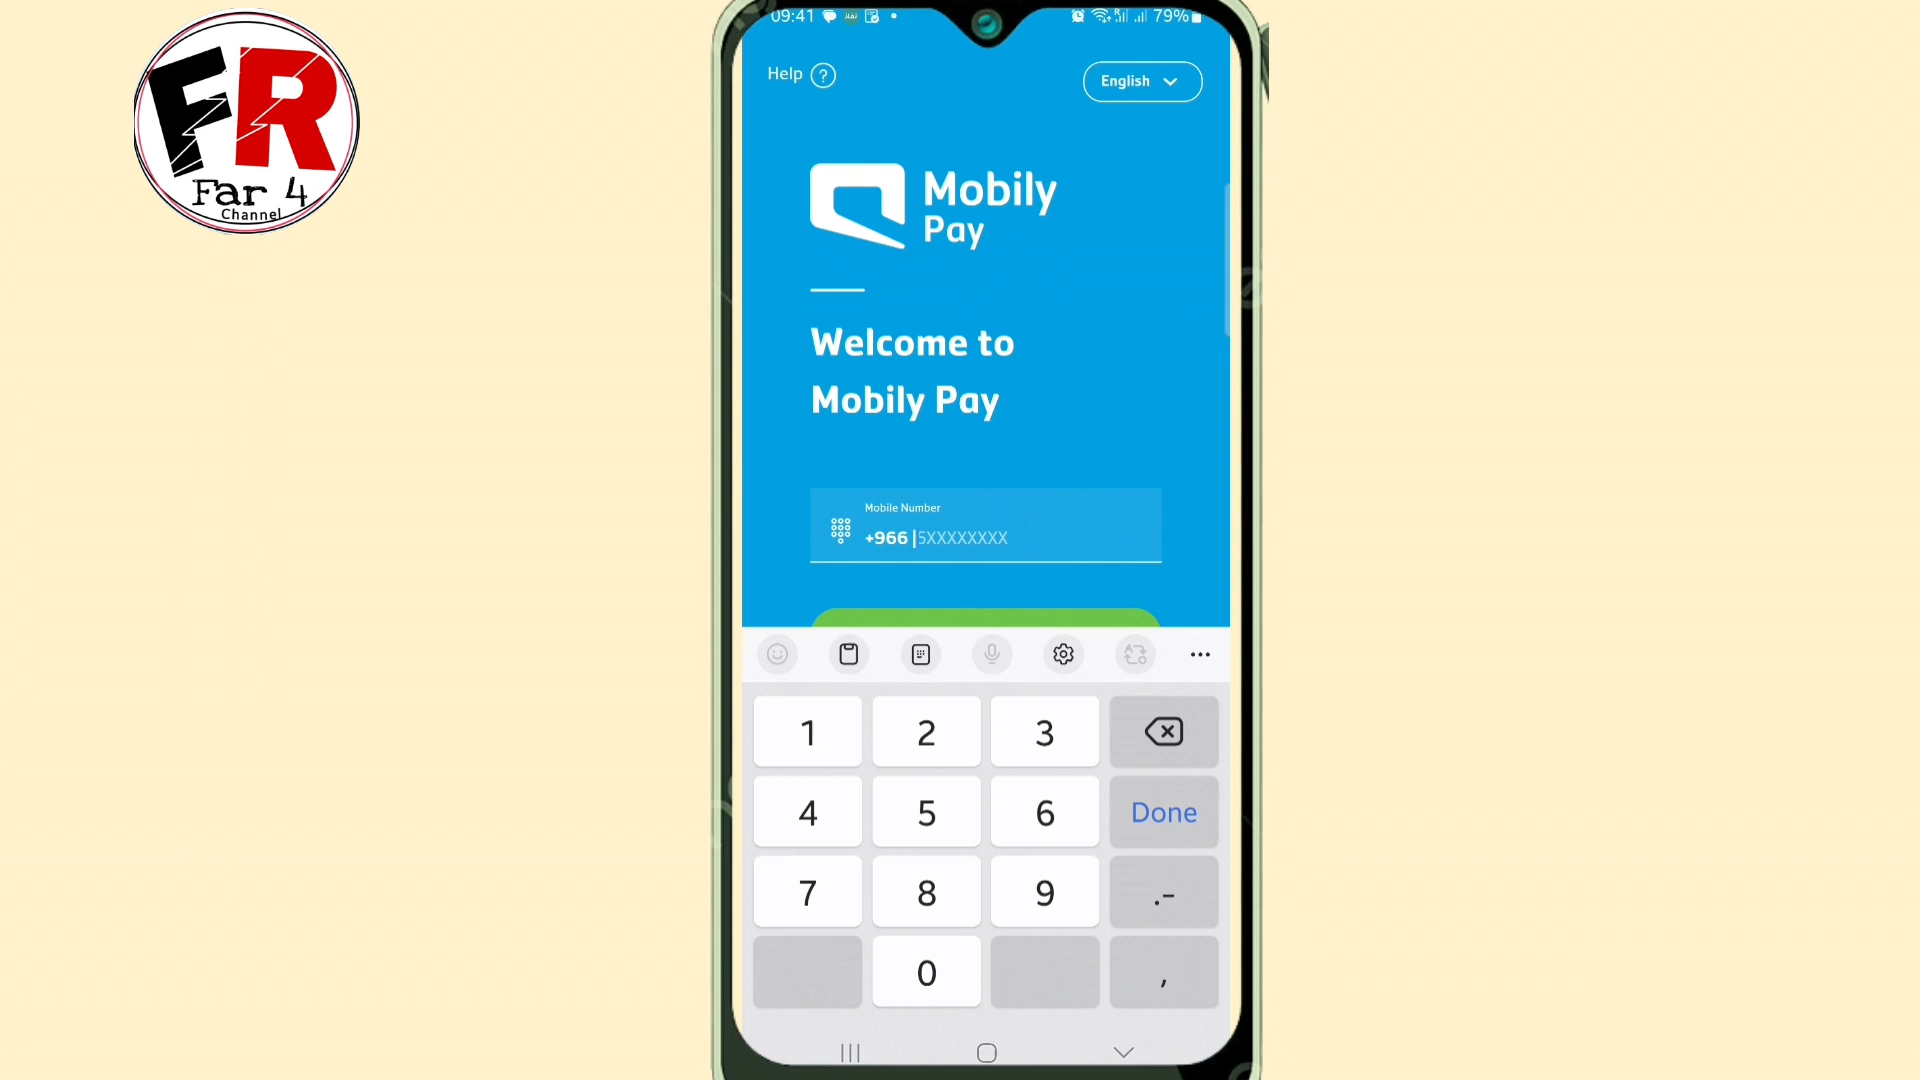 FR
Far 4
Channel
09:41
79%
Help ?
English
Mobily
Pay
Welcome to
Mobily Pay
Mobile Number
+966 5XXXXXXXX
1 2 3
4 5 6 Done
7 8 9 .-
0 ,